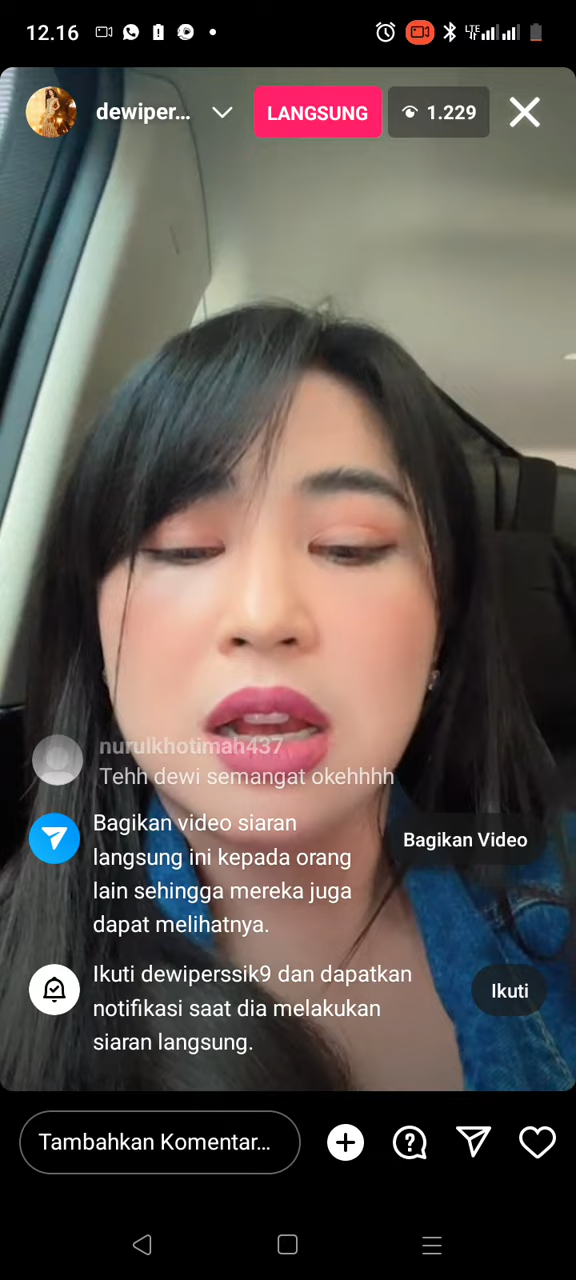 12.16
LTE
dewiper...
LANGSUNG
1.229
nurulkhotimah437
Tehh dewi semangat okehhhh
Bagikan video siaran
langsung ini kepada orang
lain sehingga mereka juga
dapat melihatnya.
Bagikan Video
Ikuti dewiperssik9 dan dapatkan
notifikasi saat dia melakukan
siaran langsung.
Ikuti
Tambahkan Komentar...